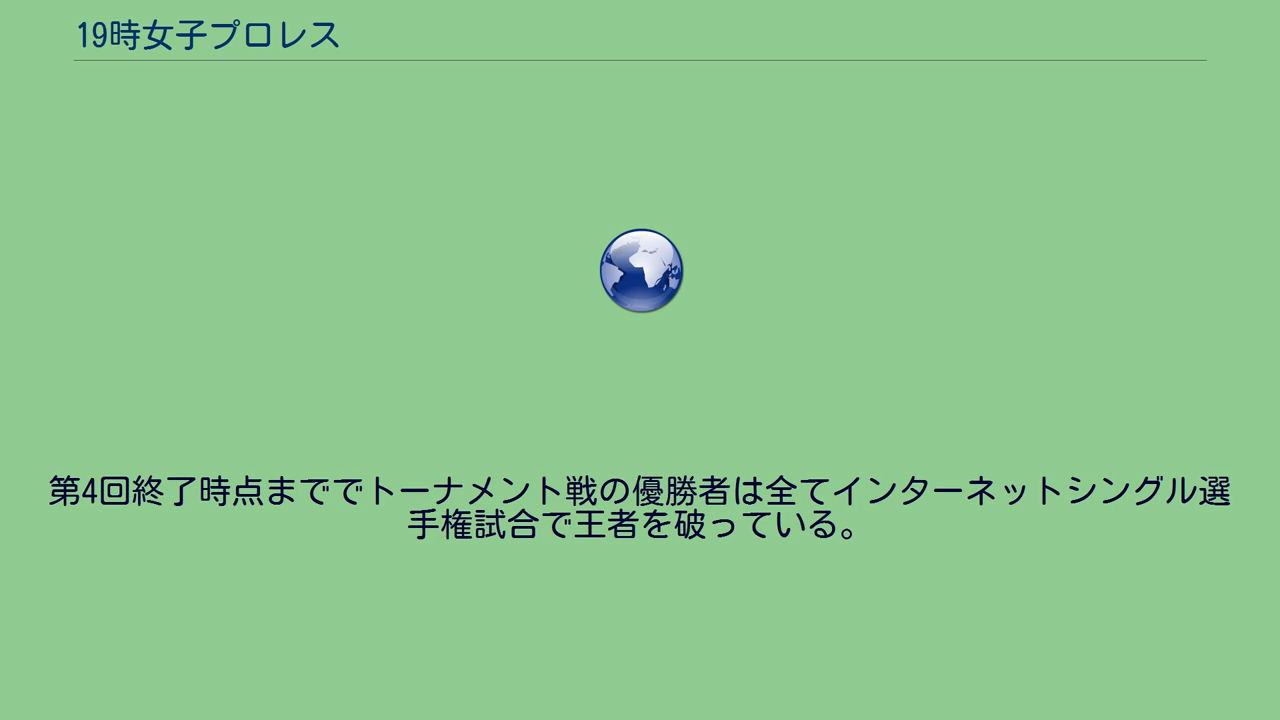 19時女子プロレス
第4回終了時点まででトーナメント戦の優勝者は全てインターネットシングル選
手権試合で王者を破っている。